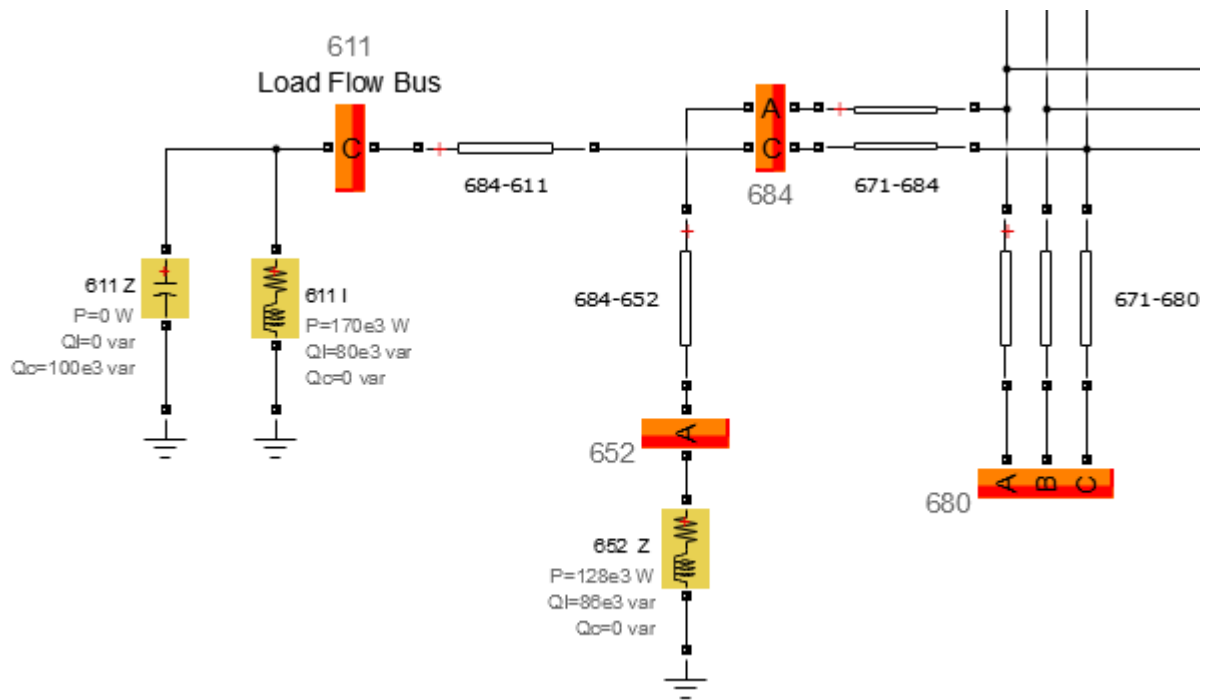 611
Load Flow Bus
C
684-611
A
C
684
671-684
611 Z
P=0 W
Ql=0 var
Qc=100e3 var
611 I
P=170e3 W
Ql=80e3 var
Qc=0 var
684-652
671-680
A
652
652 Z
P=128e3 W
Ql=86e3 var
Qc=0 var
A B C
680